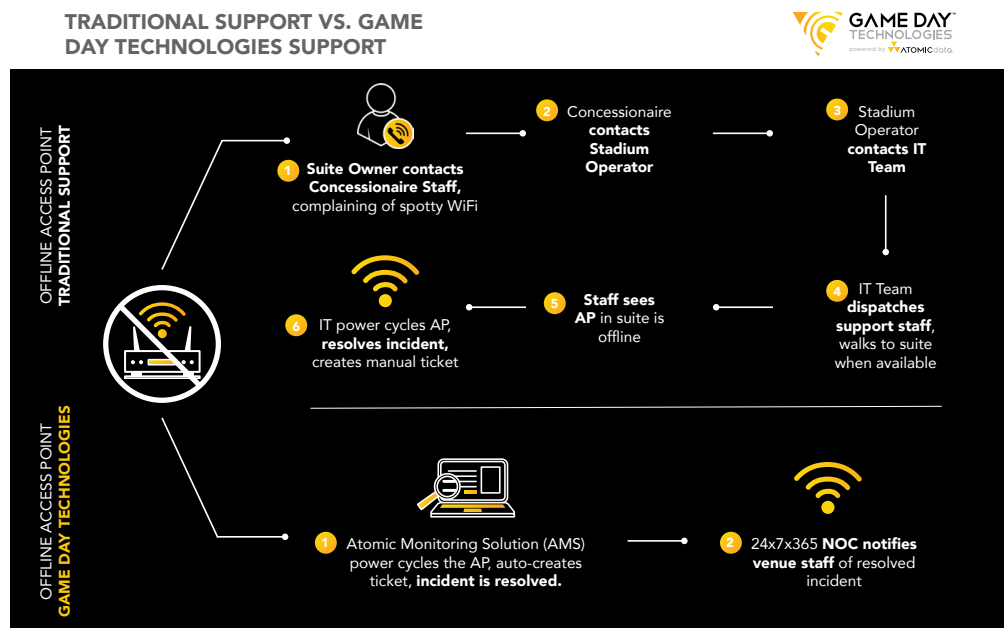 TRADITIONAL SUPPORT VS. GAME
DAY TECHNOLOGIES SUPPORT
GAME DAY™
TECHNOLOGIES
powered by ATOMICdata
OFFLINE ACCESS POINT
TRADITIONAL SUPPORT
1
Suite Owner contacts
Concessionaire Staff,
complaining of spotty WiFi
2
Concessionaire
contacts
Stadium
Operator
3
Stadium
Operator
contacts IT
Team
4
IT Team
dispatches
support staff,
walks to suite
when available
5
Staff sees
AP in suite is
offline
6
IT power cycles AP,
resolves incident,
creates manual ticket
OFFLINE ACCESS POINT
GAME DAY TECHNOLOGIES
1
Atomic Monitoring Solution (AMS)
power cycles the AP, auto-creates
ticket, incident is resolved.
2
24x7x365 NOC notifies
venue staff of resolved
incident